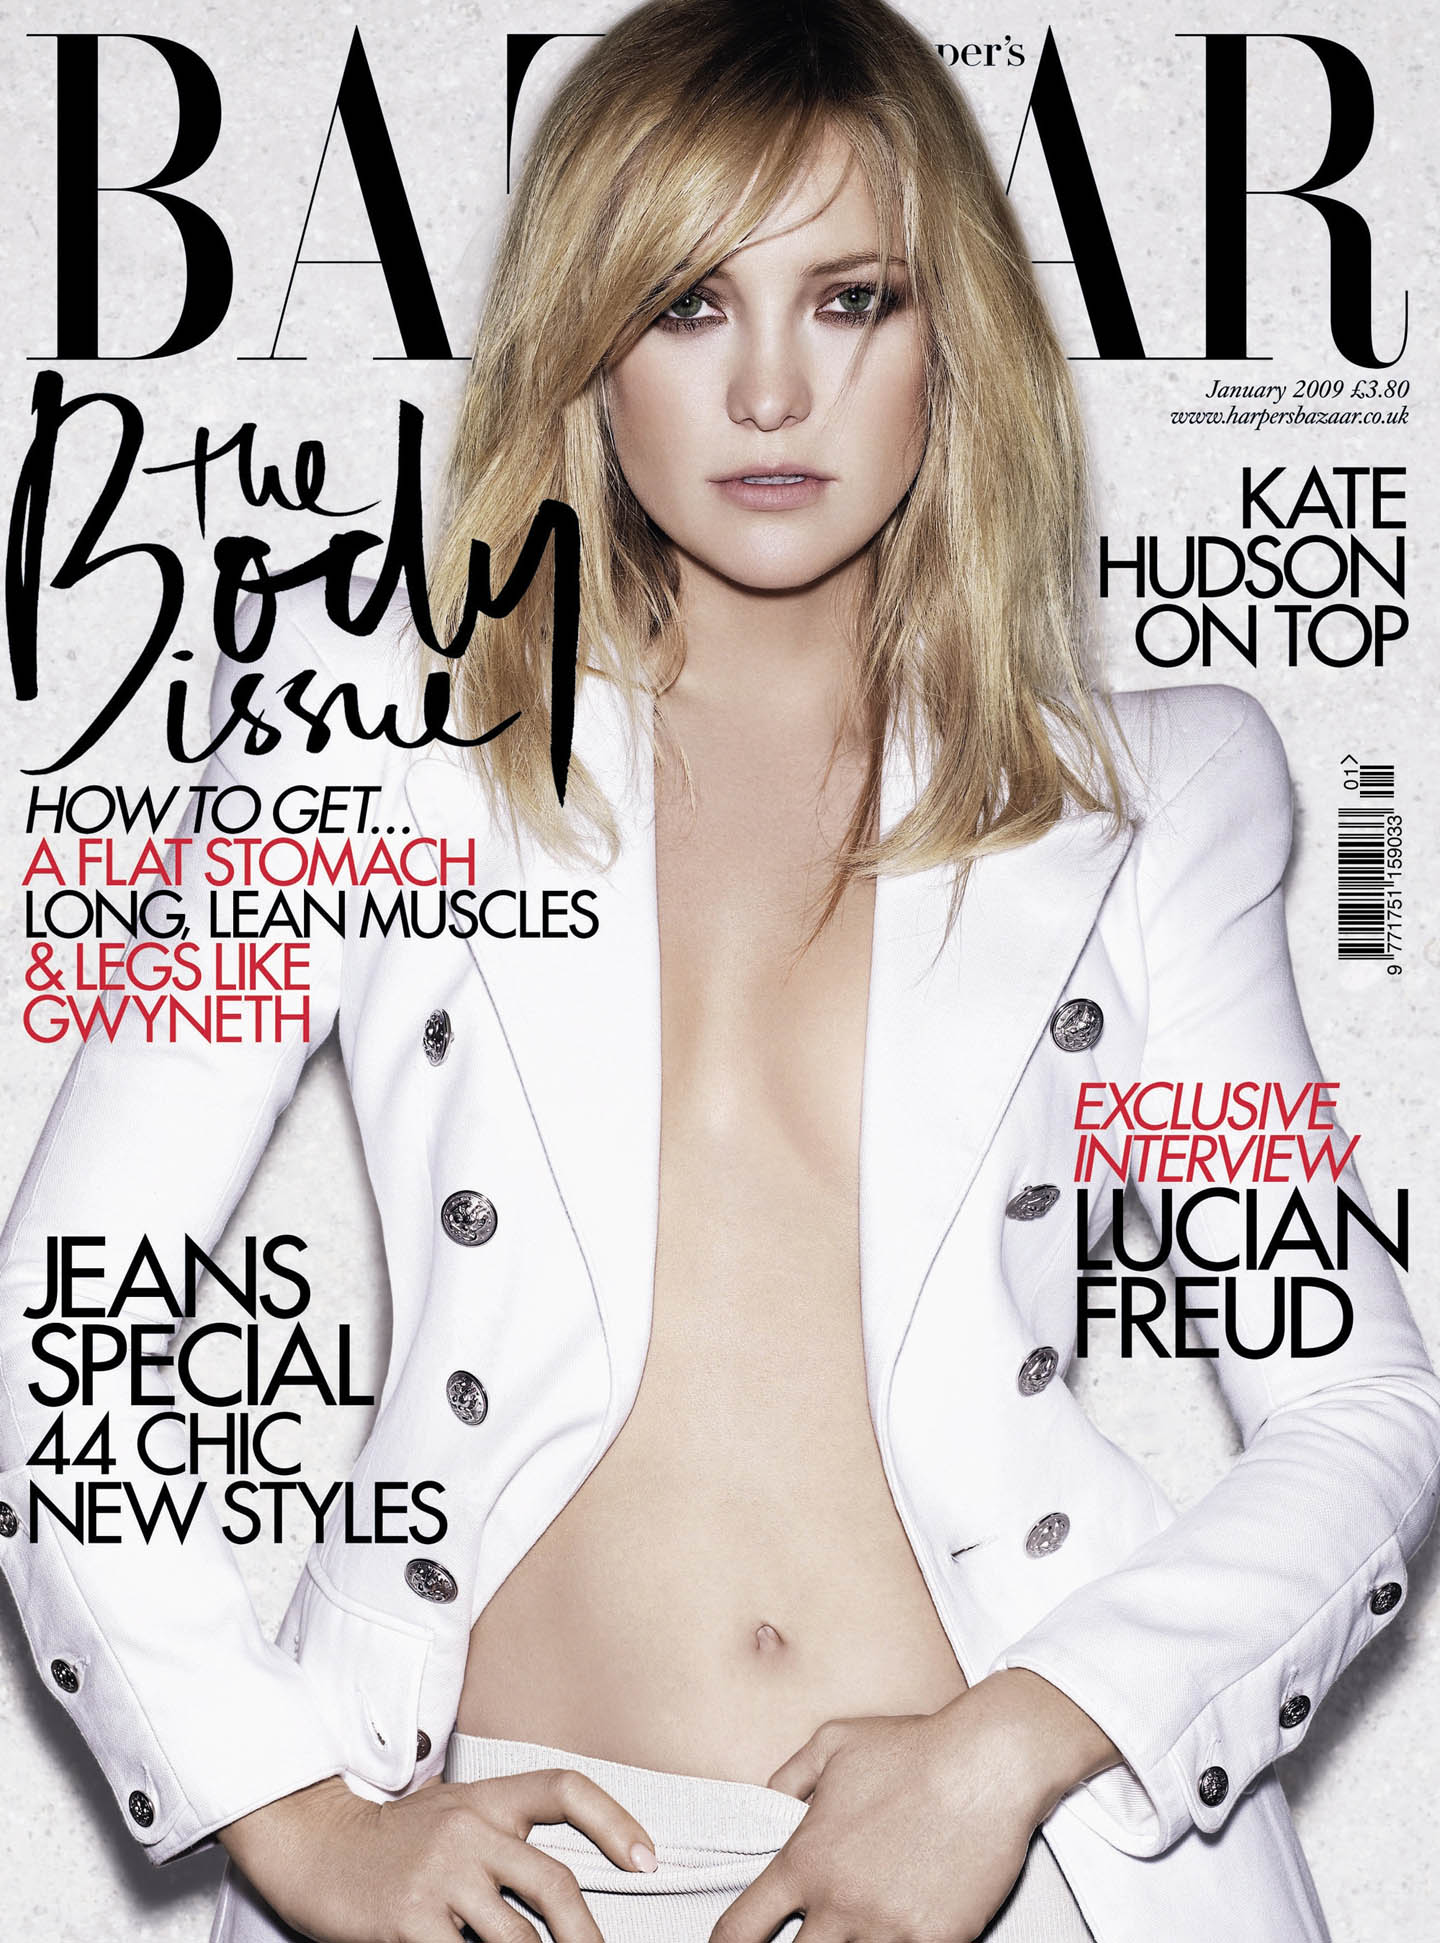 per's
BAZAAR
January 2009 £3.80
www.harpersbazaar.co.uk
The
Body
issue
HOW TO GET...
A FLAT STOMACH
LONG, LEAN MUSCLES
& LEGS LIKE
GWYNETH
KATE
HUDSON
ON TOP
01>
9 771751 159033
EXCLUSIVE
INTERVIEW
LUCIAN
FREUD
JEANS
SPECIAL
44 CHIC
NEW STYLES